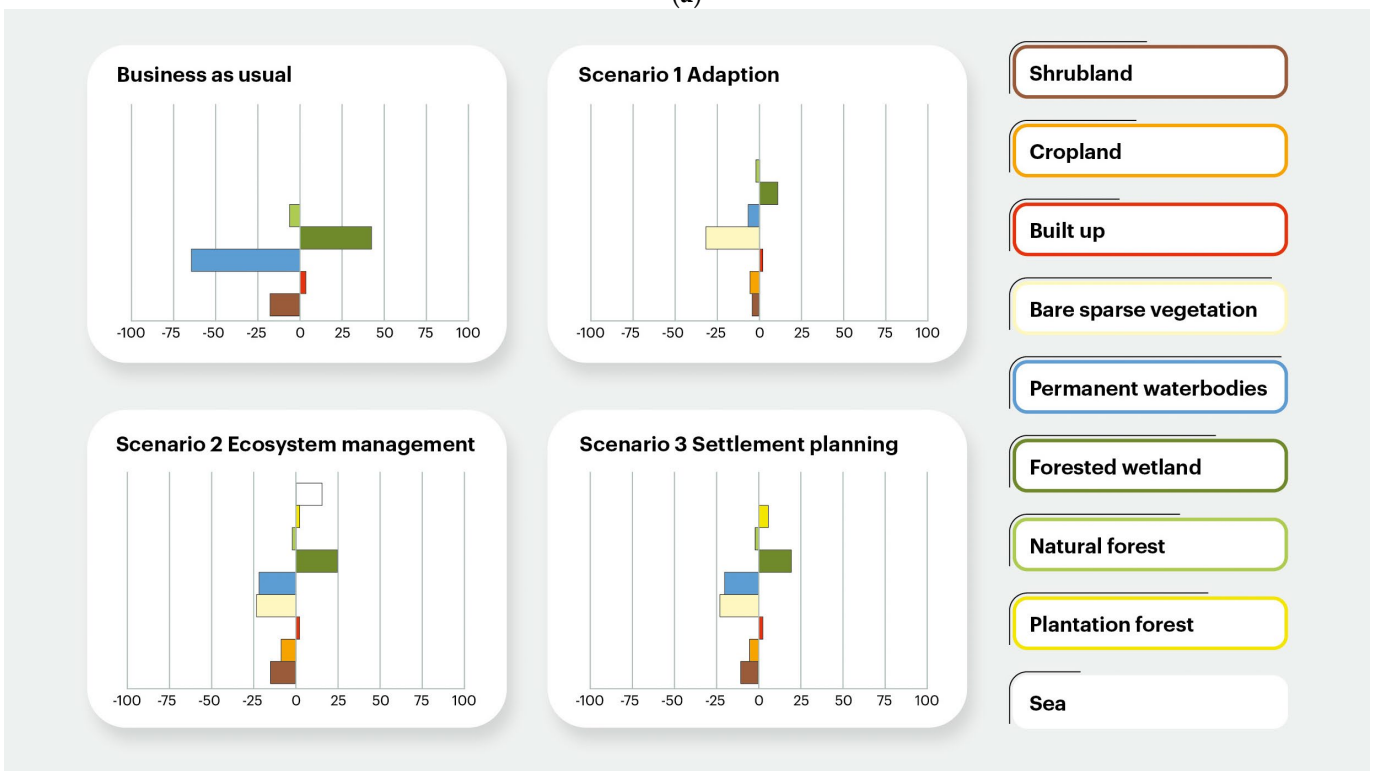 (a)
Business as usual
-100 -75 -50 -25 0 25 50 75 100
Scenario 1 Adaption
-100 -75 -50 -25 0 25 50 75 100
Scenario 2 Ecosystem management
-100 -75 -50 -25 0 25 50 75 100
Scenario 3 Settlement planning
-100 -75 -50 -25 0 25 50 75 100
Shrubland
Cropland
Built up
Bare sparse vegetation
Permanent waterbodies
Forested wetland
Natural forest
Plantation forest
Sea